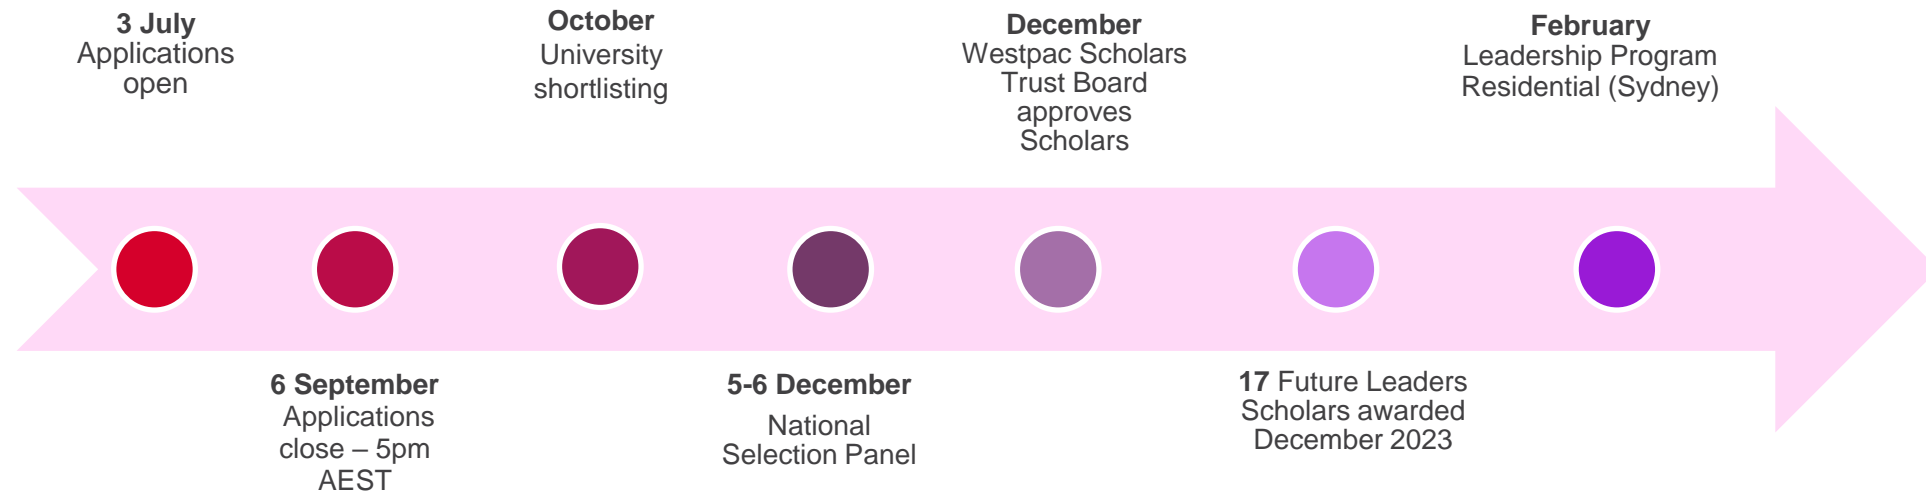 3 July
Applications
open
6 September
Applications
close – 5pm
AEST
October
University
shortlisting
5-6 December
National
Selection Panel
December
Westpac Scholars
Trust Board
approves
Scholars
17 Future Leaders
Scholars awarded
December 2023
February
Leadership Program
Residential (Sydney)